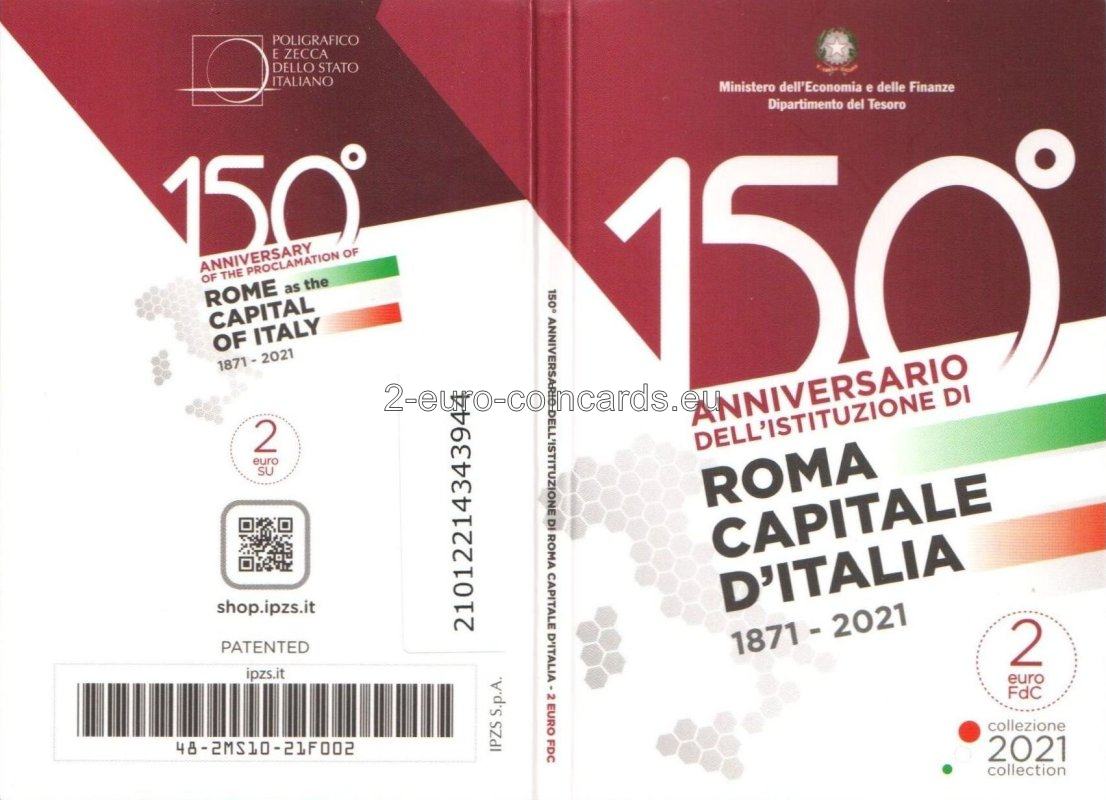 POLIGRAFICO
E ZECCA
DELLO STATO
ITALIANO
150°
ANNIVERSARY
OF THE PROCLAMATION OF
ROME as the
CAPITAL
OF ITALY
1871 - 2021
2
euro
SU
shop.ipzs.it
PATENTED
ipzs.it
48-2MS10-21F002
21012214343944
IPZS S.p.A.
150° ANNIVERSARIO DELL'ISTITUZIONE DI ROMA CAPITALE D'ITALIA - 2 EURO FDC
2-euro-coincards.eu
Ministero dell'Economia e delle Finanze
Dipartimento del Tesoro
150°
ANNIVERSARIO
DELL'ISTITUZIONE DI
ROMA
CAPITALE
D'ITALIA
1871 - 2021
2
euro
FdC
collezione
2021
collection